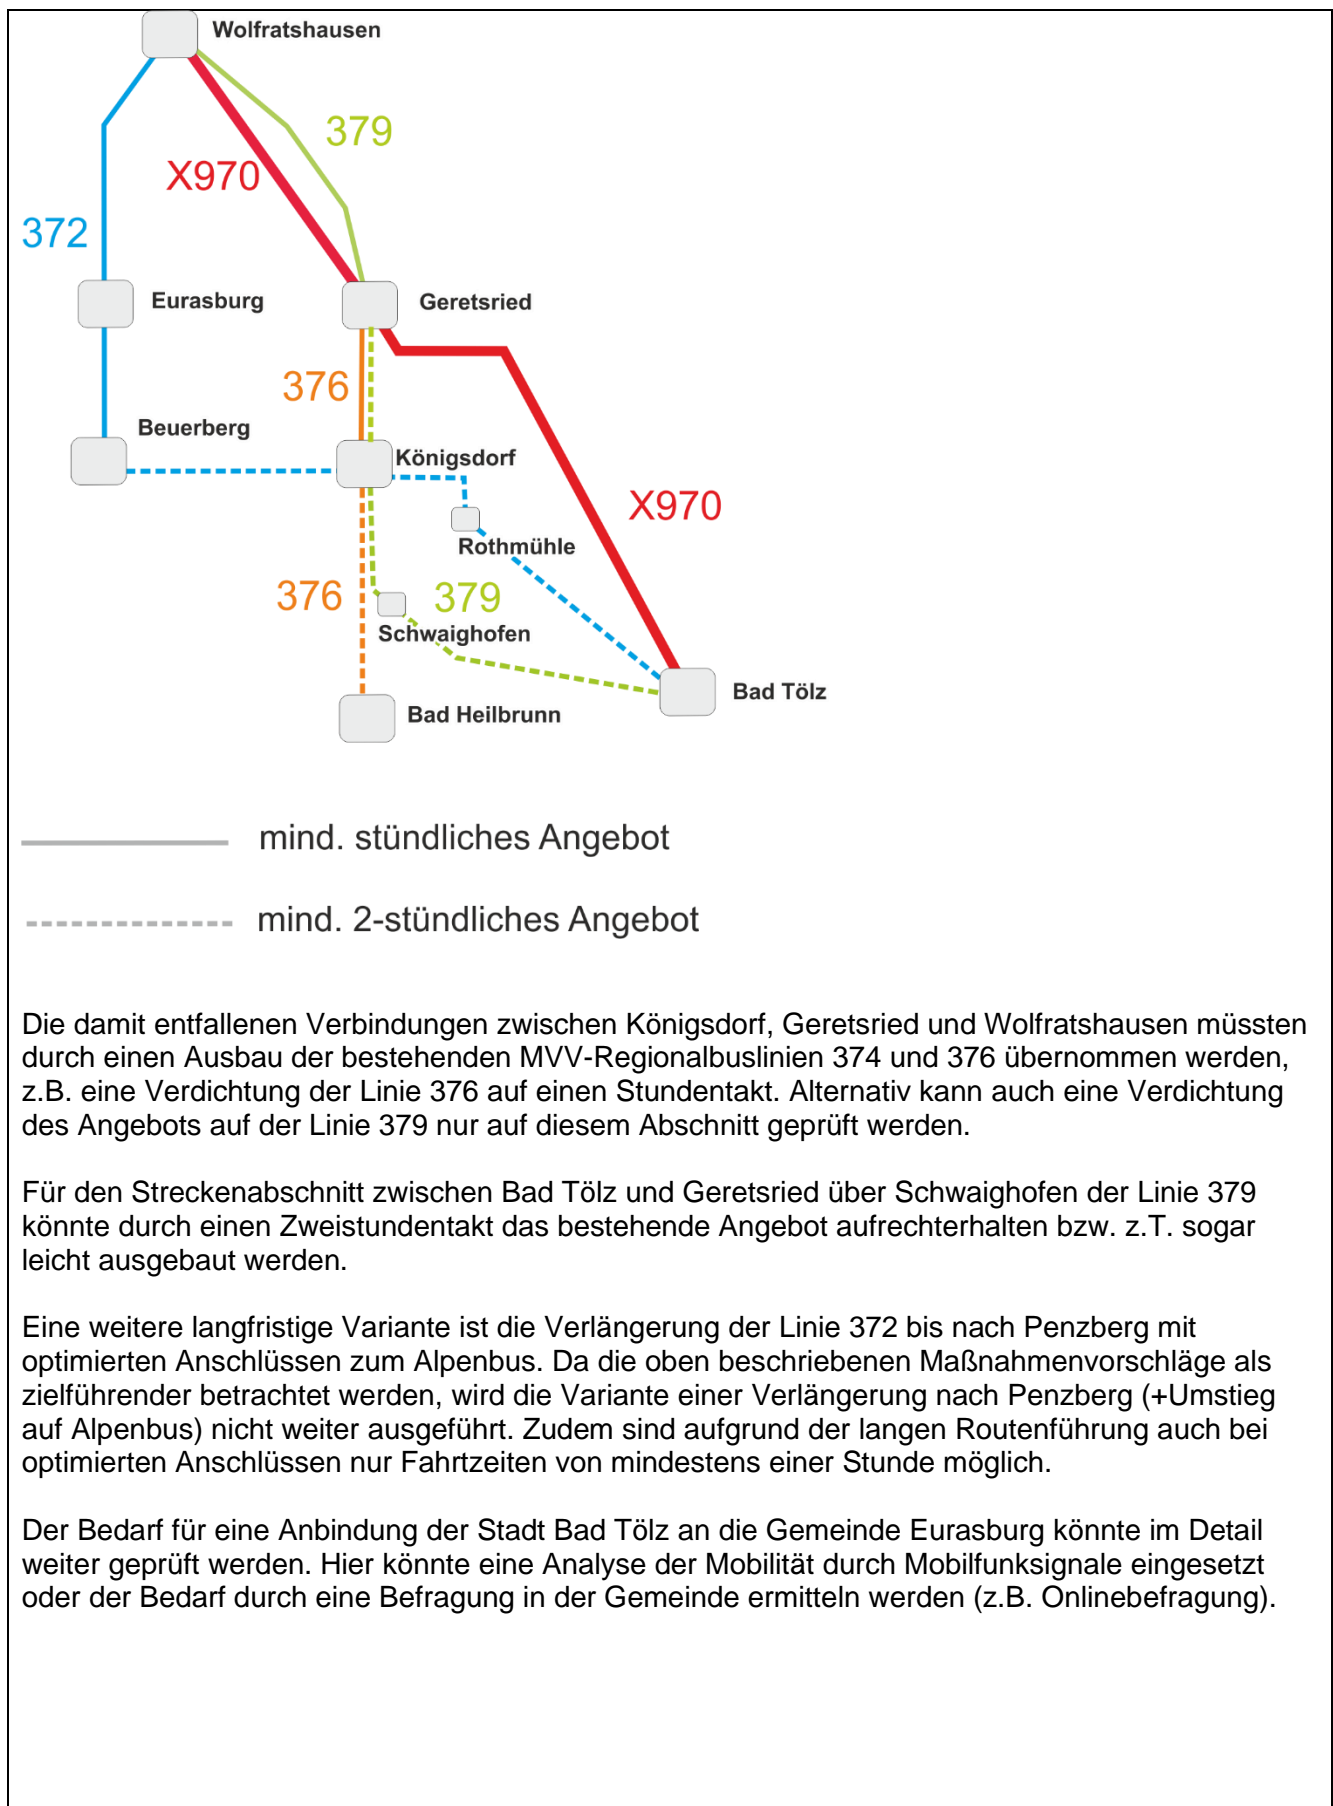 Wolfratshausen
379
X970
372
Eurasburg
Geretsried
376
Beuerberg
Königsdorf
X970
Rothmühle
376
379
Schwaighofen
Bad Tölz
Bad Heilbrunn
mind. stündliches Angebot
mind. 2-stündliches Angebot
Die damit entfallenen Verbindungen zwischen Königsdorf, Geretsried und Wolfratshausen müssten
durch einen Ausbau der bestehenden MVV-Regionalbuslinien 374 und 376 übernommen werden,
z.B. eine Verdichtung der Linie 376 auf einen Stundentakt. Alternativ kann auch eine Verdichtung
des Angebots auf der Linie 379 nur auf diesem Abschnitt geprüft werden.
Für den Streckenabschnitt zwischen Bad Tölz und Geretsried über Schwaighofen der Linie 379
könnte durch einen Zweistundentakt das bestehende Angebot aufrechterhalten bzw. z.T. sogar
leicht ausgebaut werden.
Eine weitere langfristige Variante ist die Verlängerung der Linie 372 bis nach Penzberg mit
optimierten Anschlüssen zum Alpenbus. Da die oben beschriebenen Maßnahmenvorschläge als
zielführender betrachtet werden, wird die Variante einer Verlängerung nach Penzberg (+Umstieg
auf Alpenbus) nicht weiter ausgeführt. Zudem sind aufgrund der langen Routenführung auch bei
optimierten Anschlüssen nur Fahrtzeiten von mindestens einer Stunde möglich.
Der Bedarf für eine Anbindung der Stadt Bad Tölz an die Gemeinde Eurasburg könnte im Detail
weiter geprüft werden. Hier könnte eine Analyse der Mobilität durch Mobilfunksignale eingesetzt
oder der Bedarf durch eine Befragung in der Gemeinde ermitteln werden (z.B. Onlinebefragung).